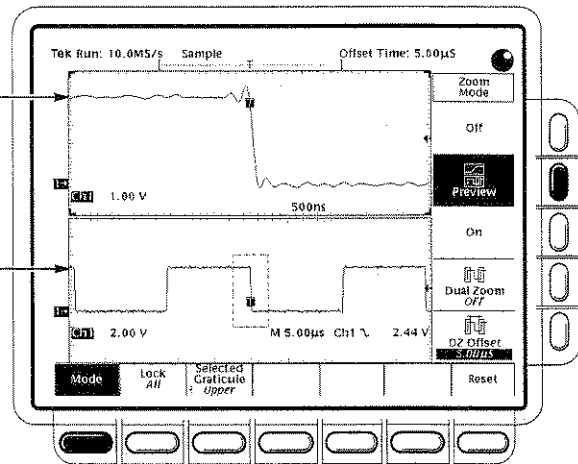 Tek Run: 10.0MS/s Sample Offset Time: 5.00µS
T
Zoom
Mode
Off
Preview
On
Dual Zoom
OFF
DZ Offset
5.00µS
T
1→
Ch1 1.00 V 500ns
T
1→
Ch1 2.00 V M 5.00µs Ch1 2.44 V
Mode
Lock
All
Selected
Graticule
Upper
Reset